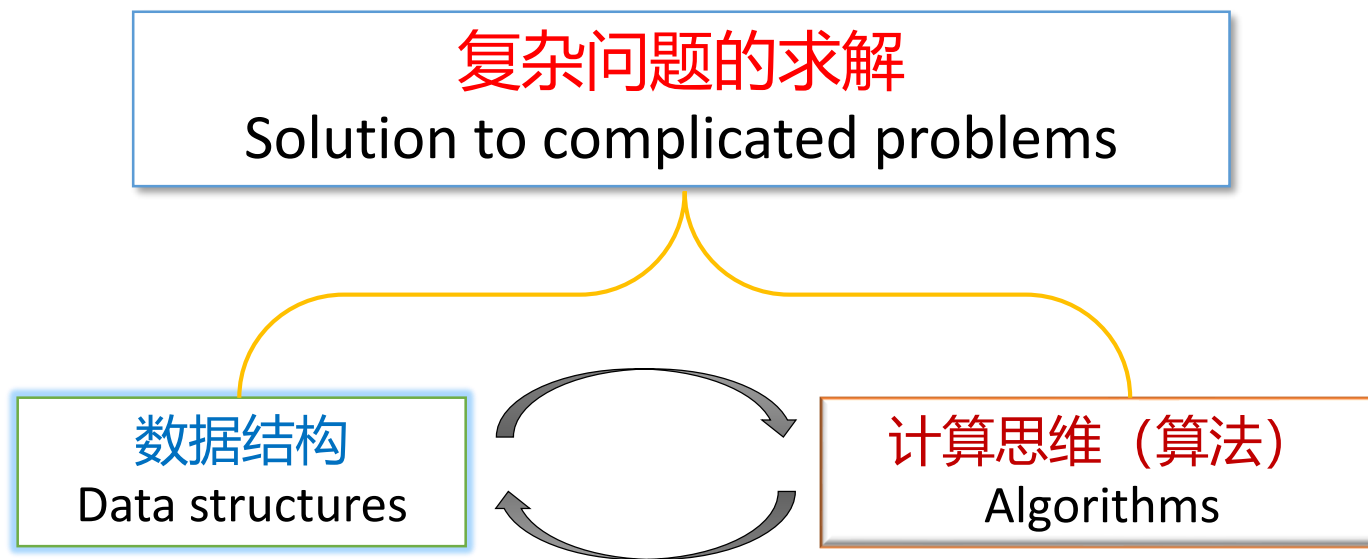 复杂问题的求解
Solution to complicated problems
数据结构
Data structures
计算思维（算法）
Algorithms